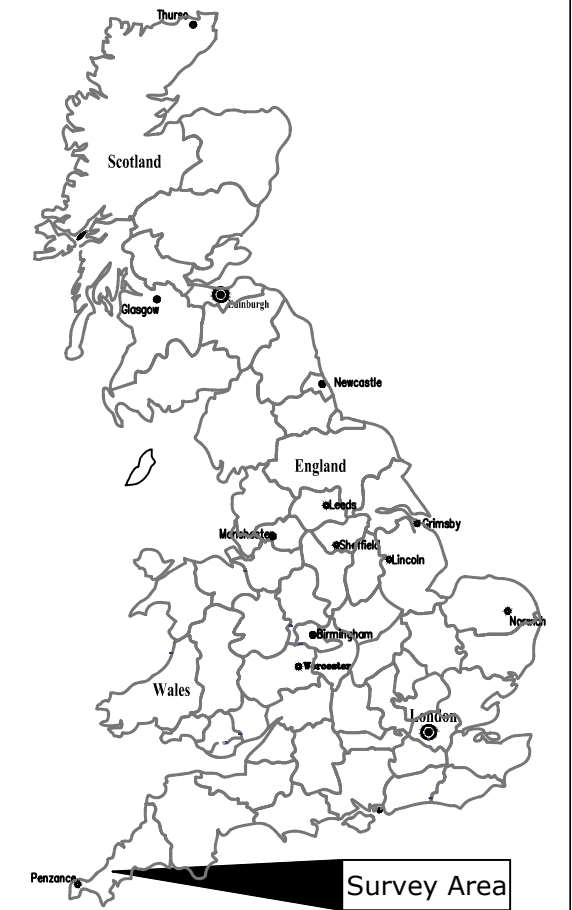 Thurso
Scotland
Glasgow
Edinburgh
Newcastle
England
Leeds
Grimsby
Manchester
Sheffield
Lincoln
Norwich
Birmingham
Worcester
Wales
London
Penzance
Survey Area